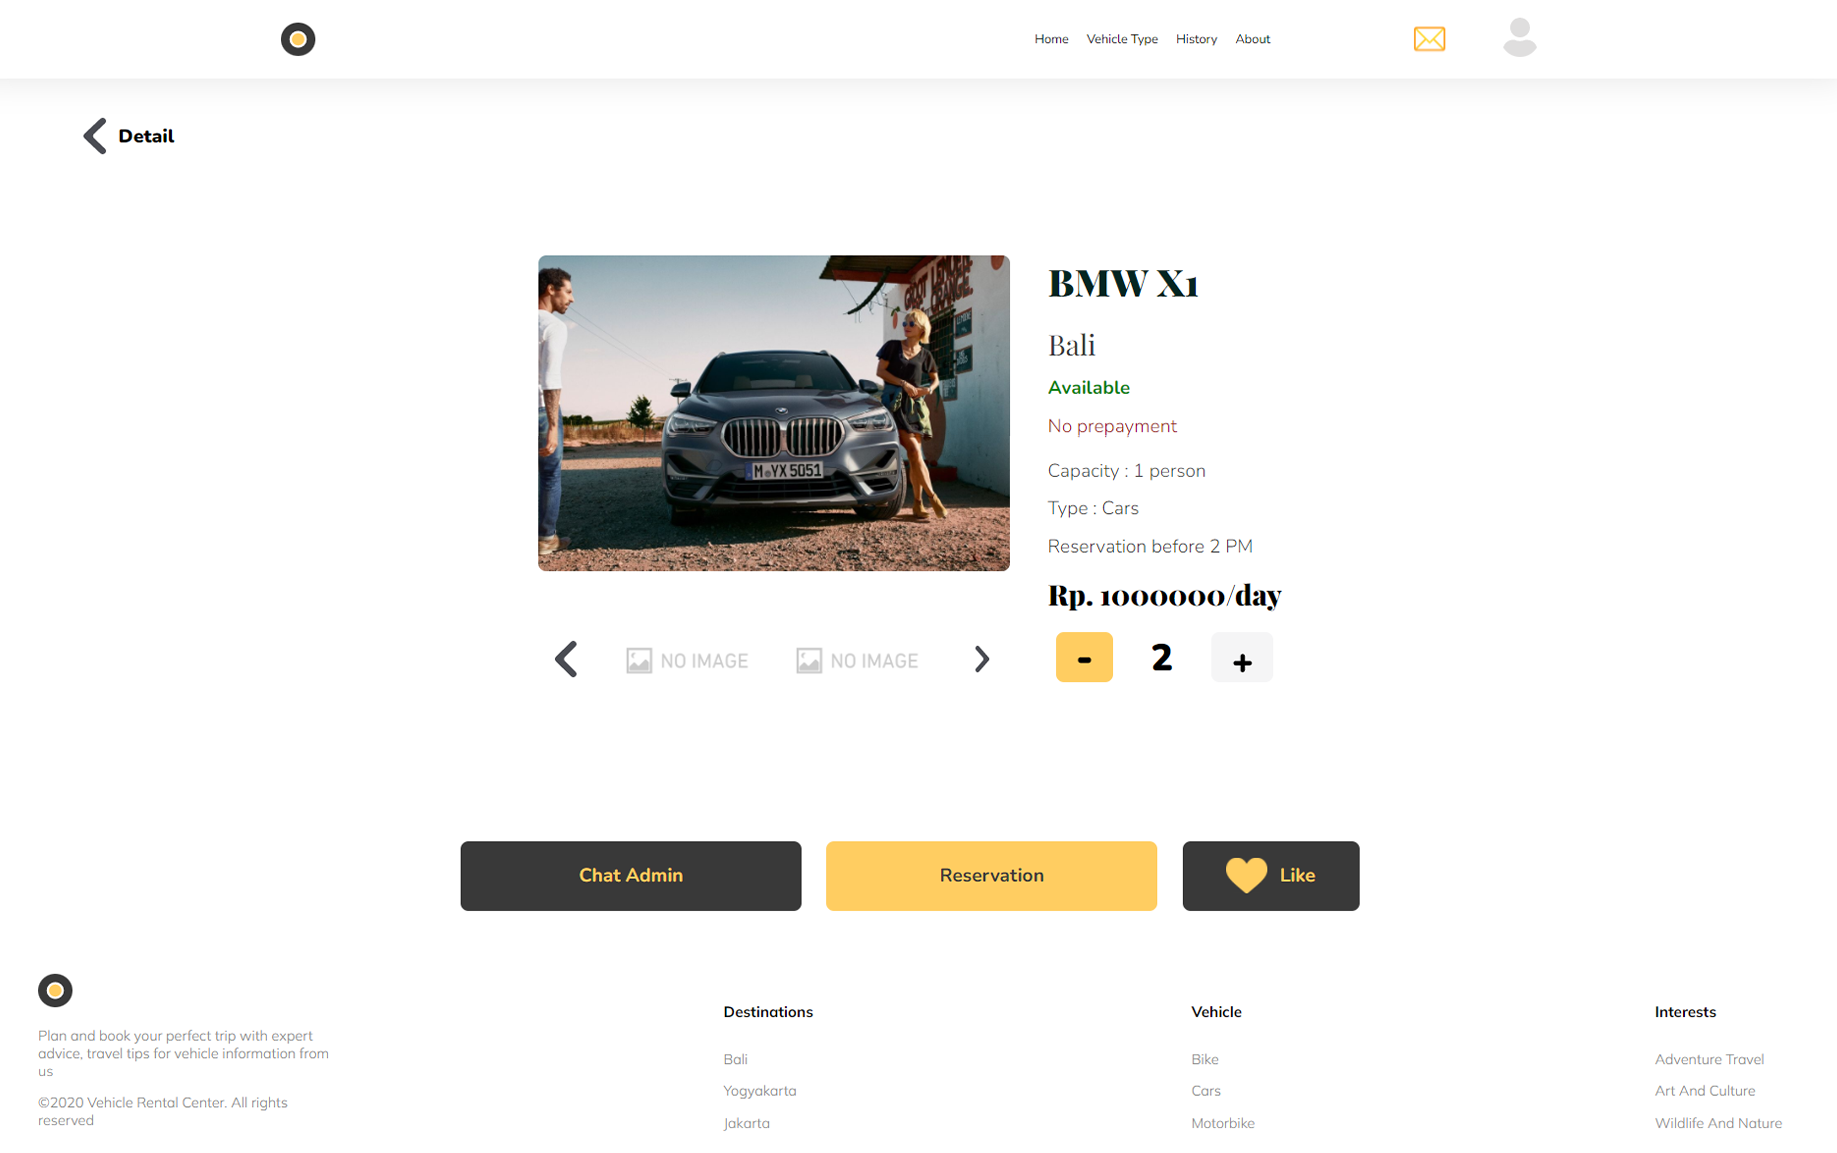 Home Vehicle Type History About
Detail
M YX 5051
BMW X1
Bali
Available
No prepayment
Capacity : 1 person
Type : Cars
Reservation before 2 PM
Rp. 1000000/day
NO IMAGE NO IMAGE
- 2 +
Chat Admin Reservation Like
Plan and book your perfect trip with expert
advice, travel tips for vehicle information from
us
©2020 Vehicle Rental Center. All rights
reserved
Destinations
Bali
Yogyakarta
Jakarta
Vehicle
Bike
Cars
Motorbike
Interests
Adventure Travel
Art And Culture
Wildlife And Nature